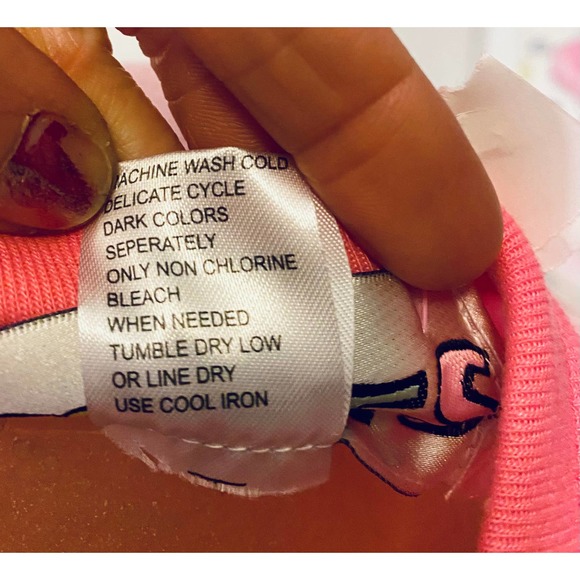 MACHINE WASH COLD
DELICATE CYCLE
DARK COLORS
SEPERATELY
ONLY NON CHLORINE
BLEACH
WHEN NEEDED
TUMBLE DRY LOW
OR LINE DRY
USE COOL IRON